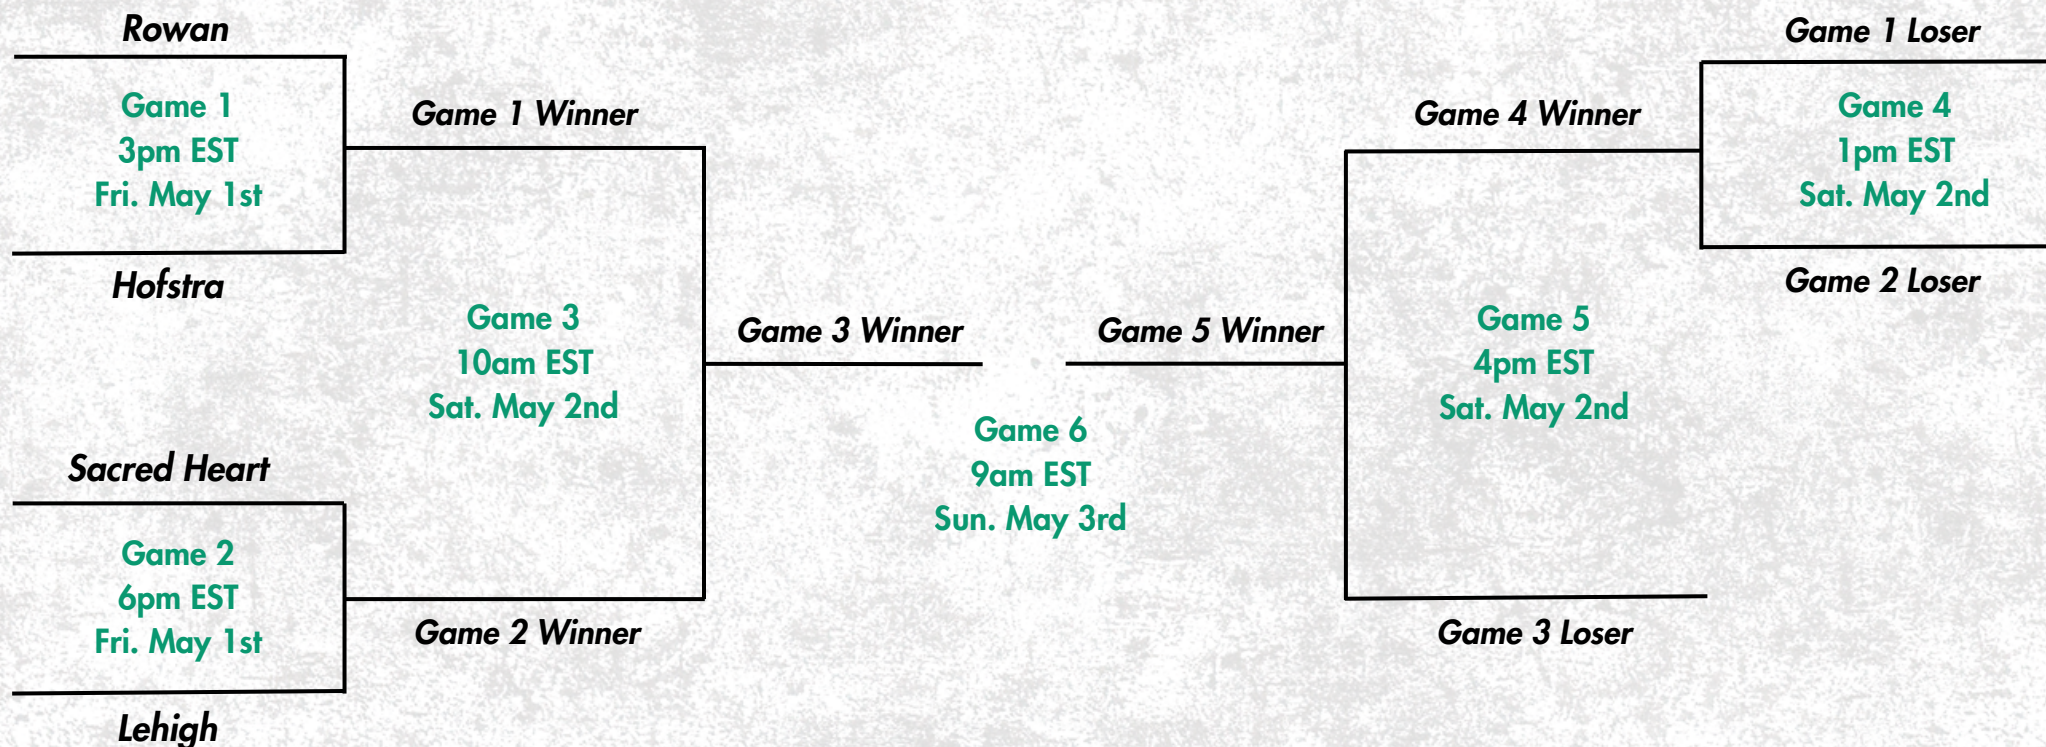 Rowan
Game 1
3pm EST
Fri. May 1st
Hofstra
Game 1 Winner
Game 3
10am EST
Sat. May 2nd
Sacred Heart
Game 2
6pm EST
Fri. May 1st
Lehigh
Game 2 Winner
Game 3 Winner
Game 6
9am EST
Sun. May 3rd
Game 5 Winner
Game 4 Winner
Game 5
4pm EST
Sat. May 2nd
Game 3 Loser
Game 1 Loser
Game 4
1pm EST
Sat. May 2nd
Game 2 Loser